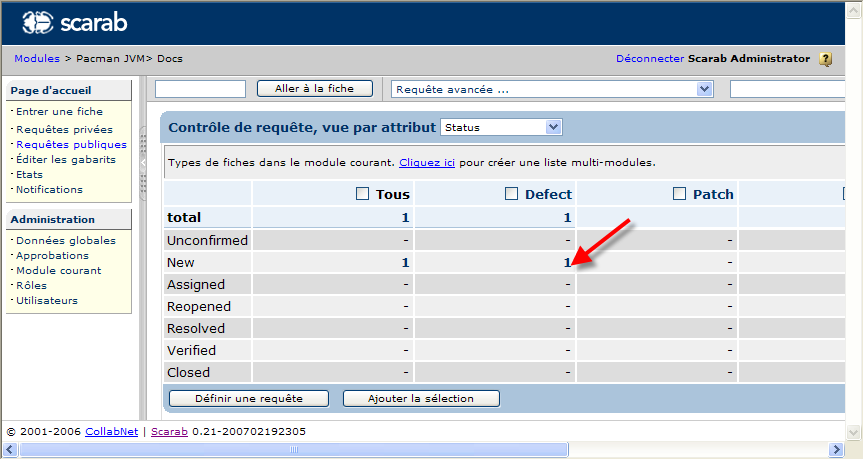 scarab
Modules > Pacman JVM> Docs
Déconnecter Scarab Administrator ?
Page d'accueil
Entrer une fiche
Requêtes privées
Requêtes publiques
Éditer les gabarits
Etats
Notifications
Administration
Données globales
Approbations
Module courant
Rôles
Utilisateurs
Aller à la fiche Requête avancée ...
Contrôle de requête, vue par attribut Status
Types de fiches dans le module courant. Cliquez ici pour créer une liste multi-modules.
Tous Defect Patch
total 1 1
Unconfirmed - - -
New 1 1 -
Assigned - - -
Reopened - - -
Resolved - - -
Verified - - -
Closed - - -
Définir une requête Ajouter la sélection
© 2001-2006 CollabNet | Scarab 0.21-200702192305